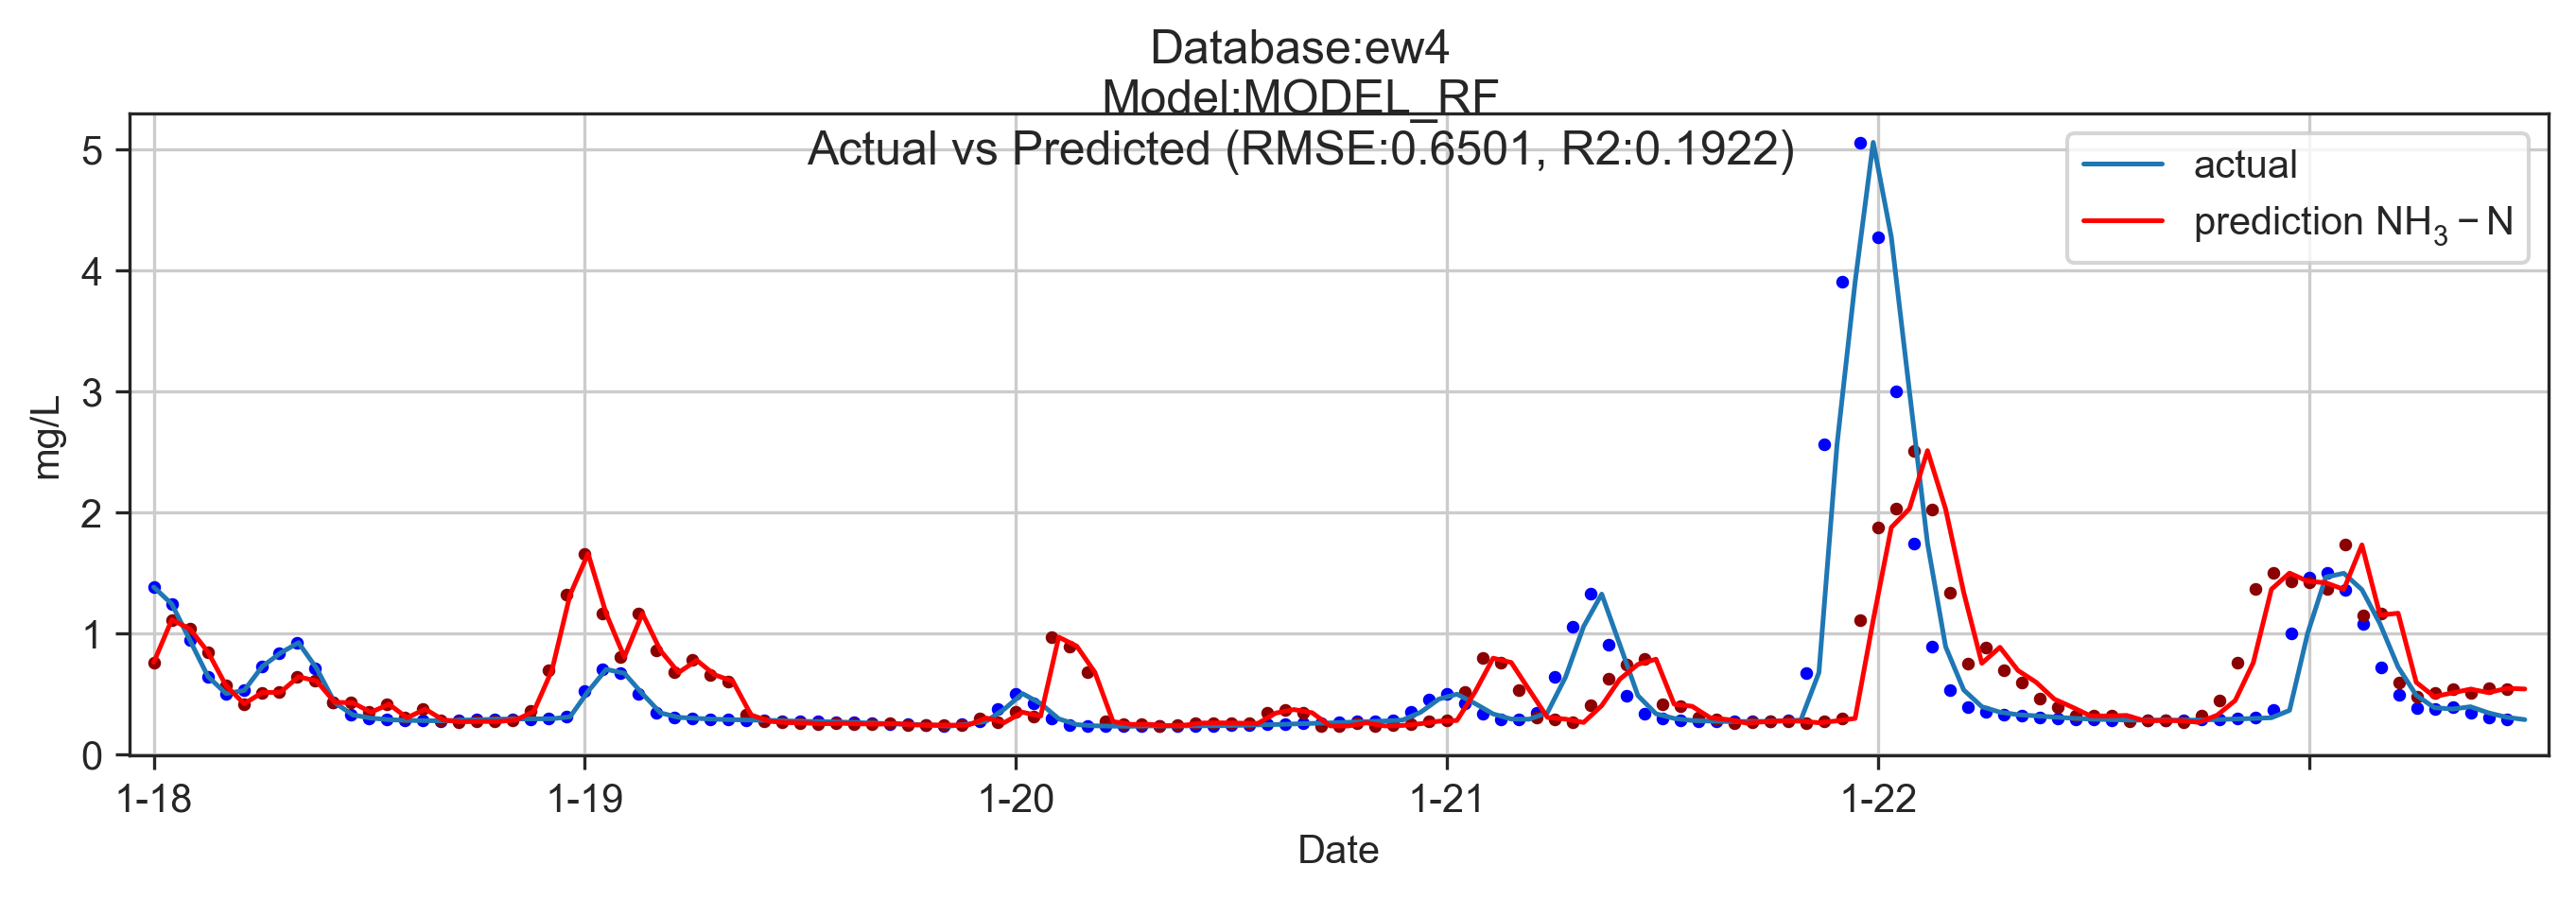 Database:ew4
Model:MODEL_RF
Actual vs Predicted (RMSE:0.6501, R2:0.1922)
actual
prediction NH₃ − N
5
4
3
2
1
0
mg/L
1-18 1-19 1-20 1-21 1-22
Date